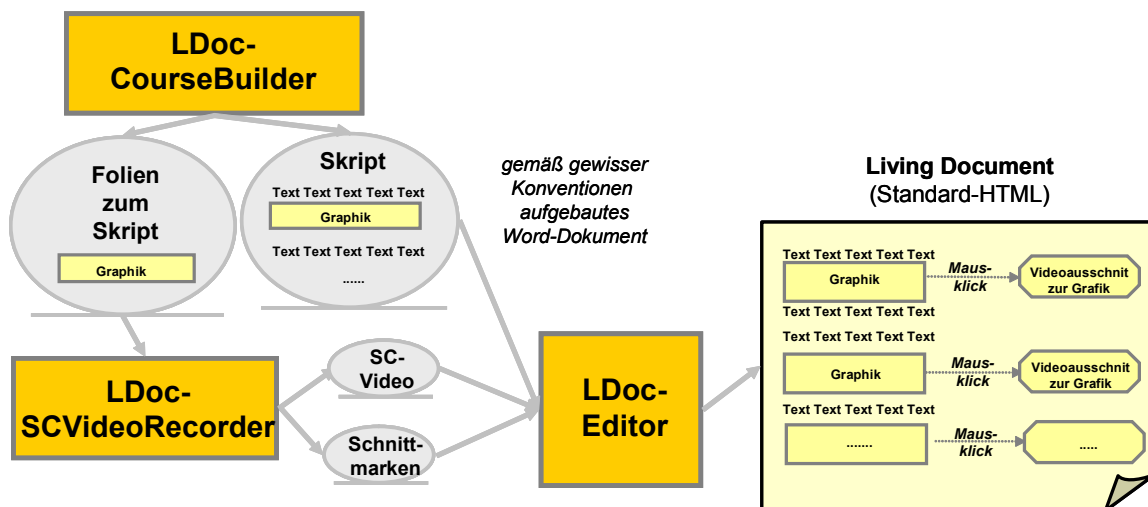 LDoc-
CourseBuilder
Folien
zum
Skript
Graphik
Skript
Text Text Text Text Text
Graphik
Text Text Text Text Text
......
gemäß gewisser
Konventionen
aufgebautes
Word-Dokument
LDoc-
SCVideoRecorder
SC-
Video
Schnitt-
marken
LDoc-
Editor
Living Document
(Standard-HTML)
Text Text Text Text Text
Graphik
Maus-
klick
Videoausschnit
zur Grafik
Text Text Text Text Text
Text Text Text Text Text
Graphik
Maus-
klick
Videoausschnit
zur Grafik
Text Text Text Text Text
.......
Maus-
klick
.....